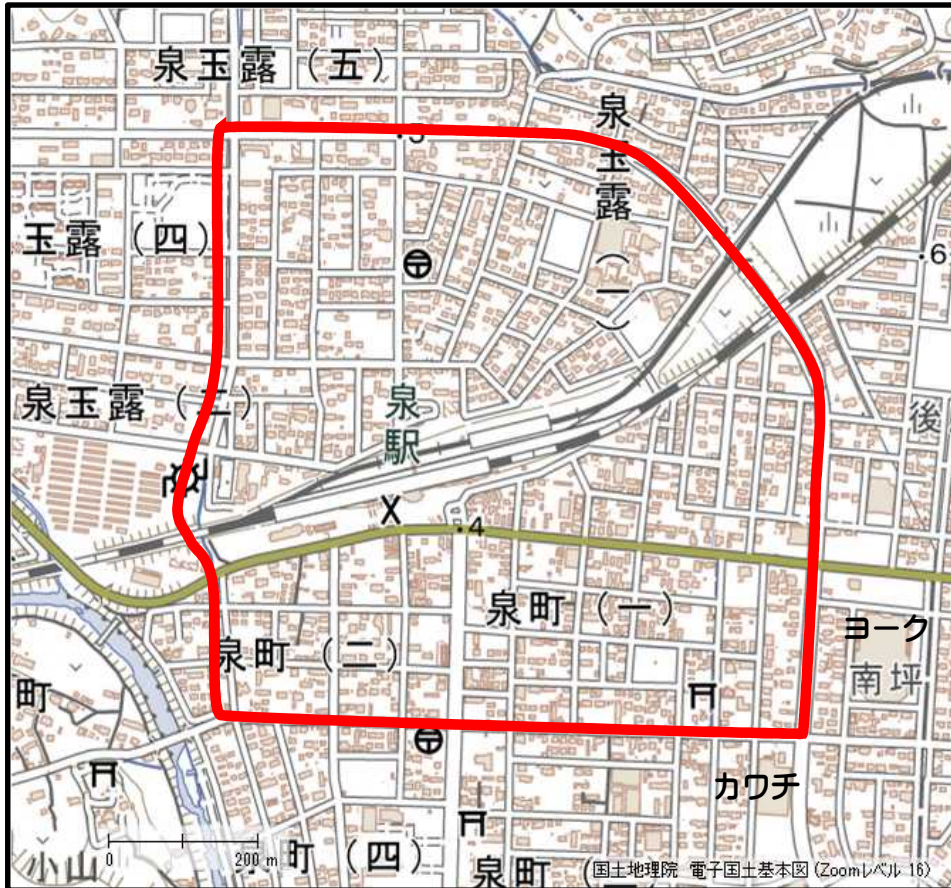 泉玉露(五)
.5
泉玉露(一)
玉露(四)
.6
泉玉露(二)
泉駅
後
X
.4
泉町(一)
ヨーク
泉町(二)
南坪
町
カワチ
0 200 m
小山
町(四)
泉町
国土地理院 電子国土基本図(Zoomレベル 16)